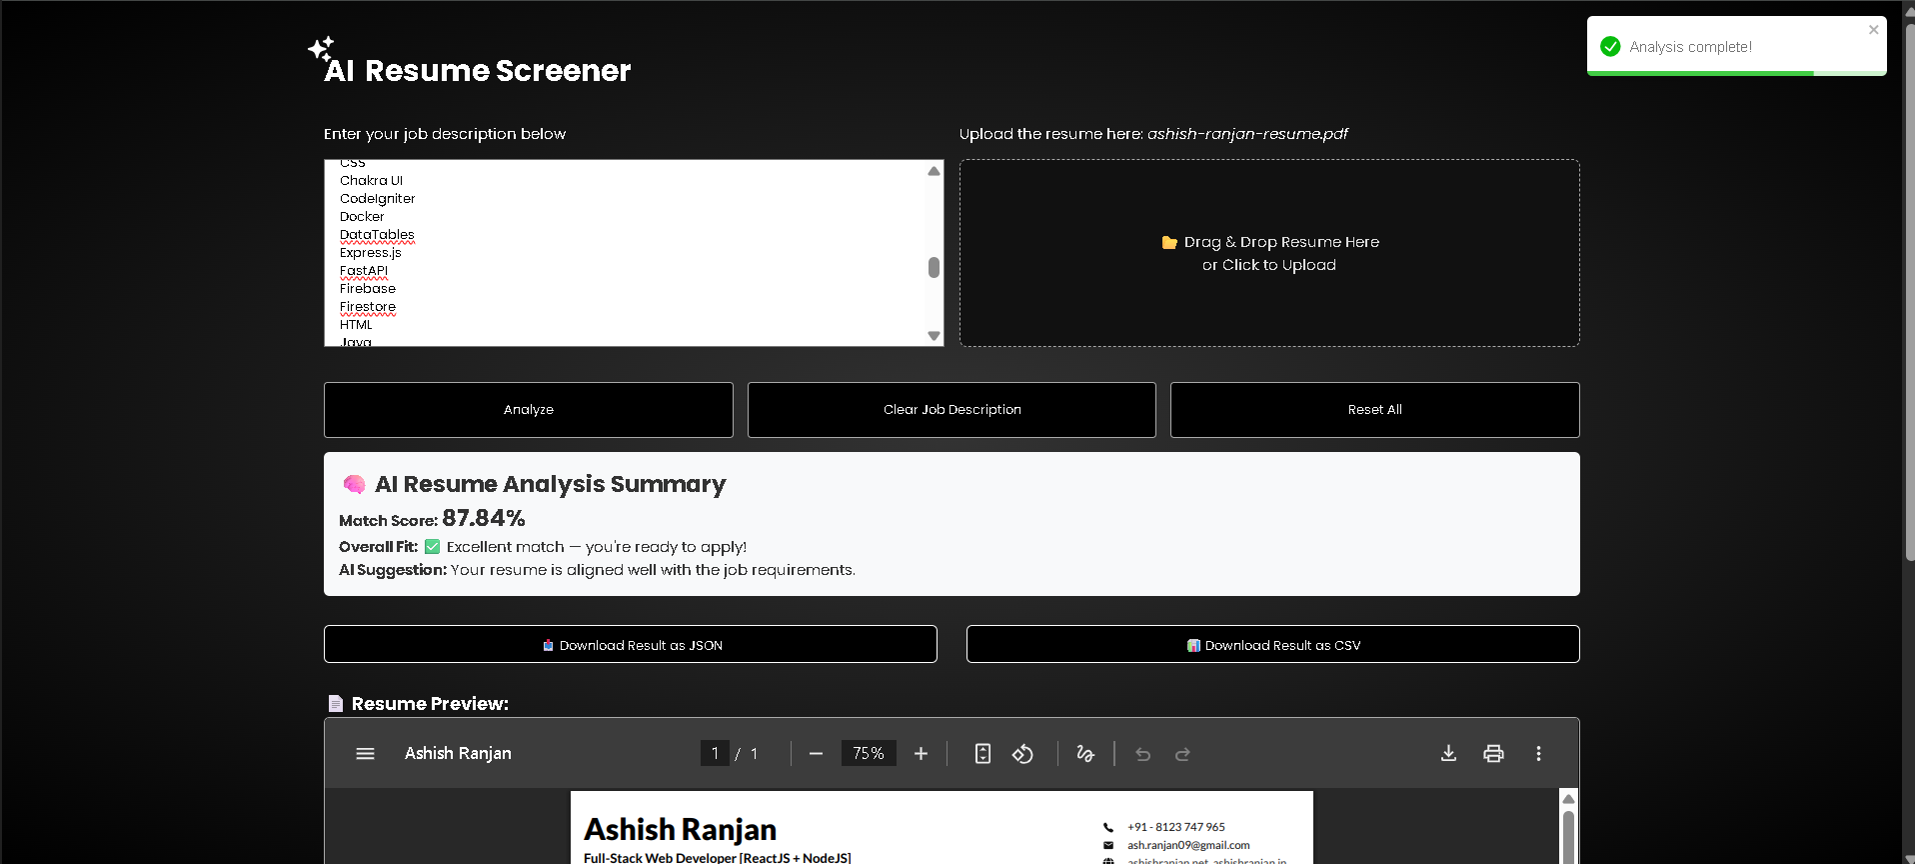 AI Resume Screener
Analysis complete!
Enter your job description below
Upload the resume here: ashish-ranjan-resume.pdf
CSS
Chakra UI
CodeIgniter
Docker
DataTables
Express.js
FastAPI
Firebase
Firestore
HTML
Java
Drag & Drop Resume Here
or Click to Upload
Analyze
Clear Job Description
Reset All
AI Resume Analysis Summary
Match Score: 87.84%
Overall Fit: ✅ Excellent match — you're ready to apply!
AI Suggestion: Your resume is aligned well with the job requirements.
Download Result as JSON
Download Result as CSV
Resume Preview:
Ashish Ranjan
1 / 1
75%
Ashish Ranjan
Full-Stack Web Developer [ReactJS + NodeJS]
+91 - 8123 747 965
ash.ranjan09@gmail.com
ashishranjan.net, ashishranjan.in